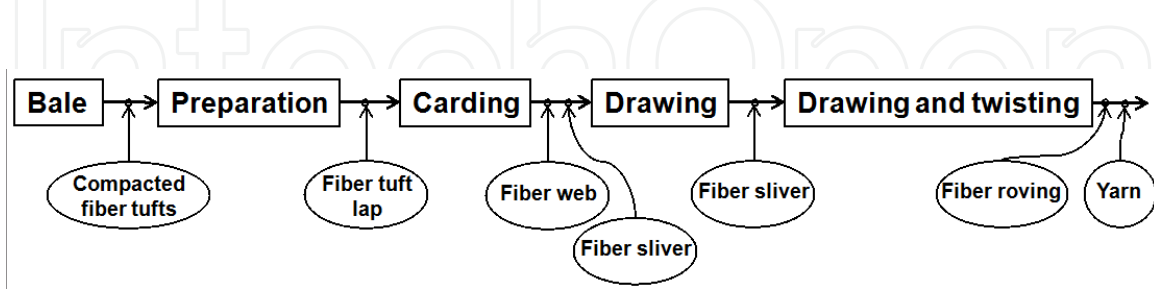 IntechOpen
Bale
Preparation
Carding
Drawing
Drawing and twisting
Compacted
fiber tufts
Fiber tuft
lap
Fiber web
Fiber sliver
Fiber sliver
Fiber roving
Yarn